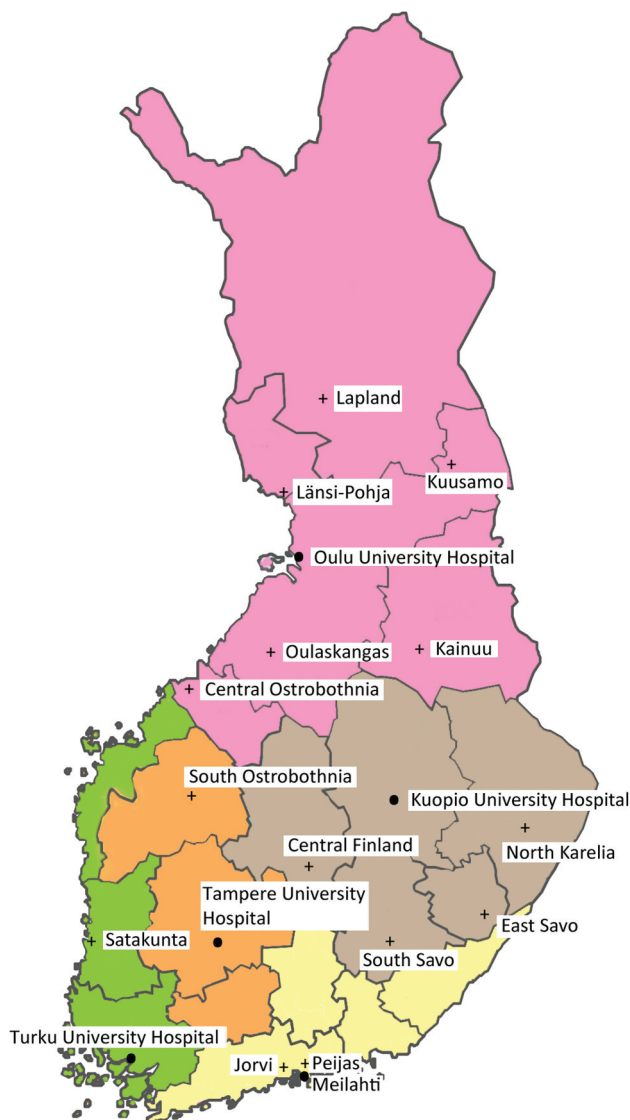 Lapland
Kuusamo
Länsi-Pohja
Oulu University Hospital
Oulaskangas
Kainuu
Central Ostrobothnia
South Ostrobothnia
Kuopio University Hospital
North Karelia
Central Finland
Tampere University
Hospital
East Savo
Satakunta
South Savo
Turku University Hospital
Jorvi
Peijas,
Meilahti